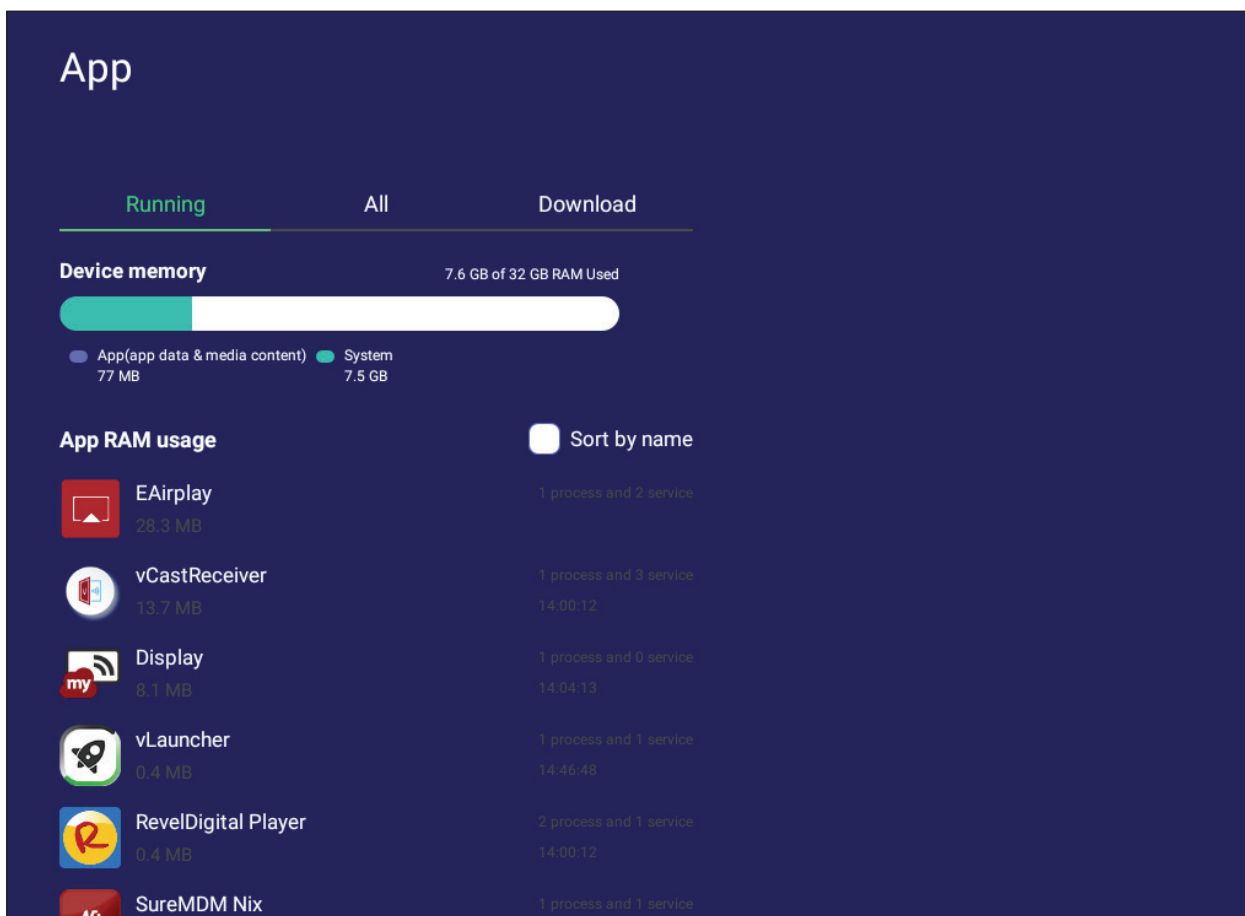 App
Running All Download
Device memory 7.6 GB of 32 GB RAM Used
App(app data & media content) System
77 MB 7.5 GB
App RAM usage Sort by name
EAirplay 1 process and 2 service
28.3 MB
vCastReceiver 1 process and 3 service
13.7 MB 14:00:12
Display 1 process and 0 service
my 8.1 MB 14:04:13
vLauncher 1 process and 1 service
0.4 MB 14:46:48
RevelDigital Player 2 process and 1 service
R 0.4 MB 14:00:12
SureMDM Nix 1 process and 1 service